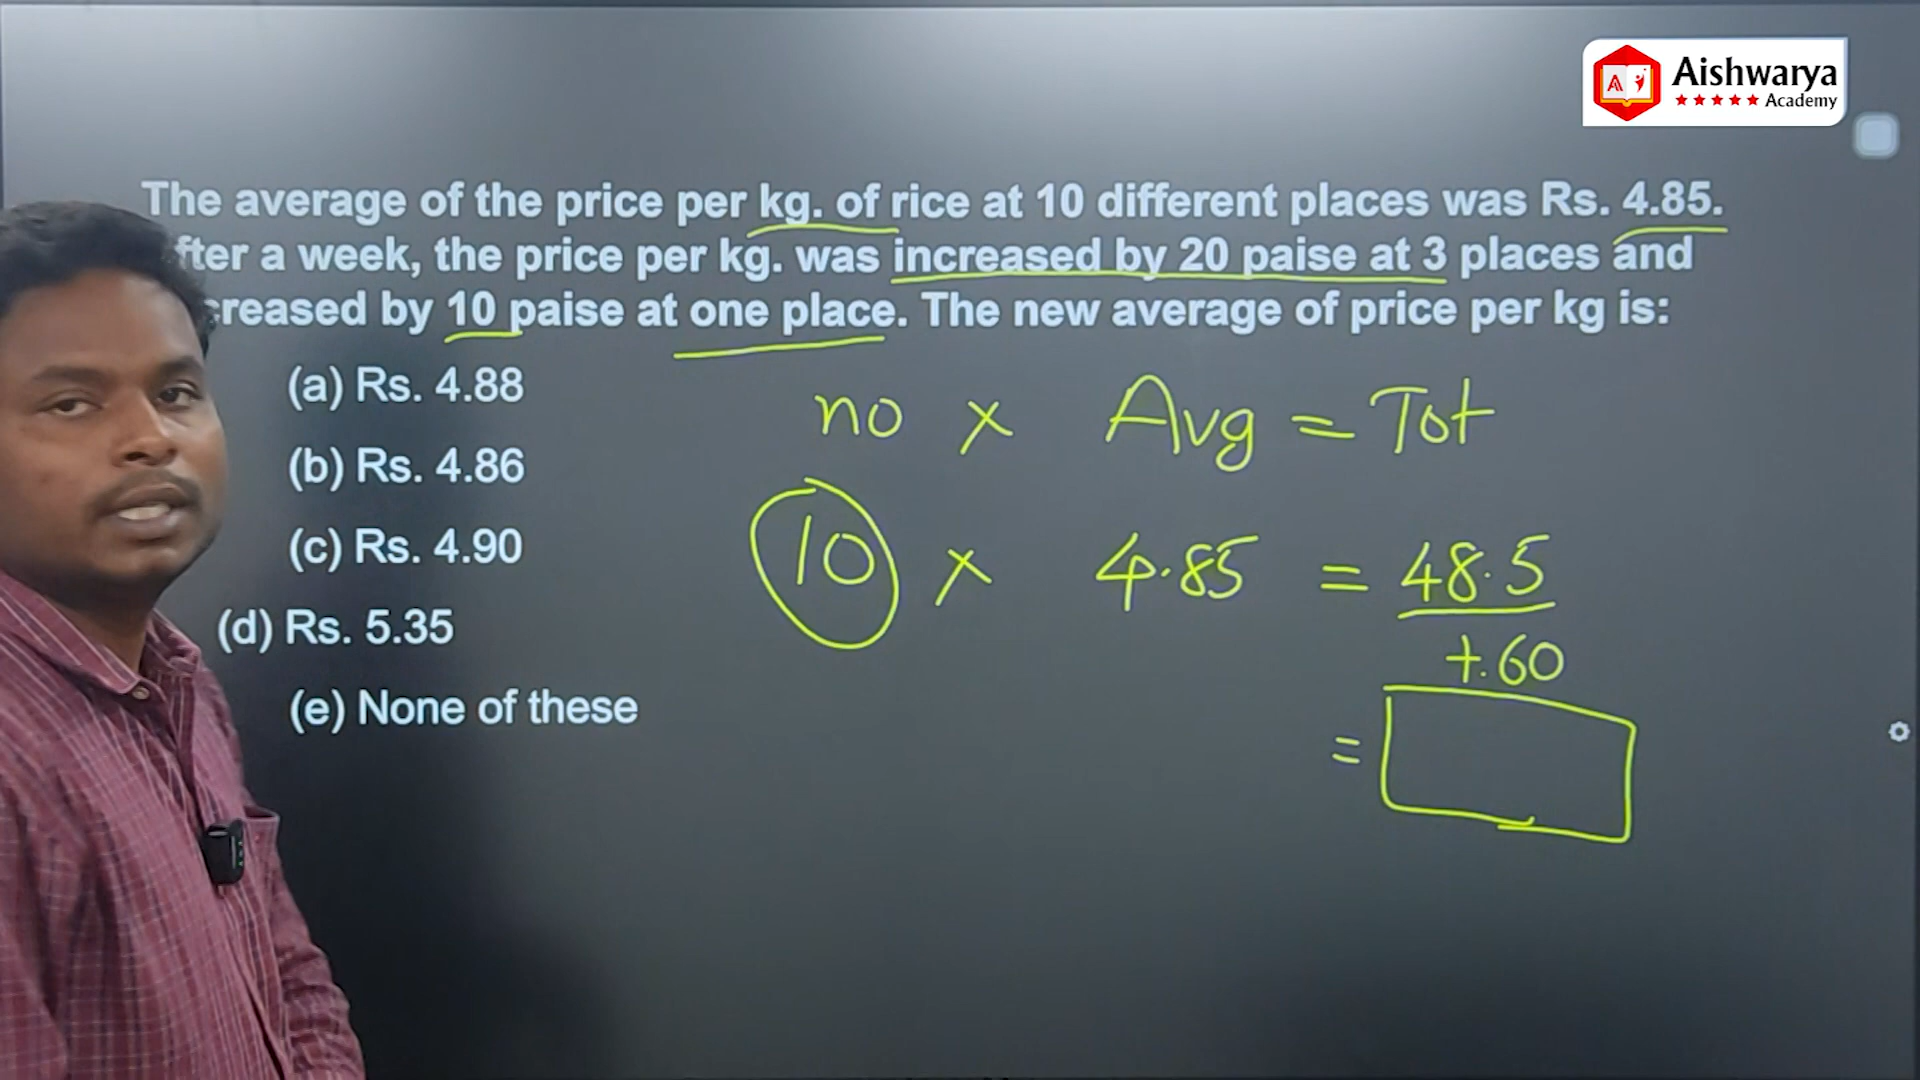 Aishwarya
Academy
The average of the price per kg. of rice at 10 different places was Rs. 4.85.
fter a week, the price per kg. was increased by 20 paise at 3 places and
creased by 10 paise at one place. The new average of price per kg is:
(a) Rs. 4.88
(b) Rs. 4.86
(c) Rs. 4.90
(d) Rs. 5.35
(e) None of these
no × Avg = Tot
10 × 4.85 = 48.5
+.60
=